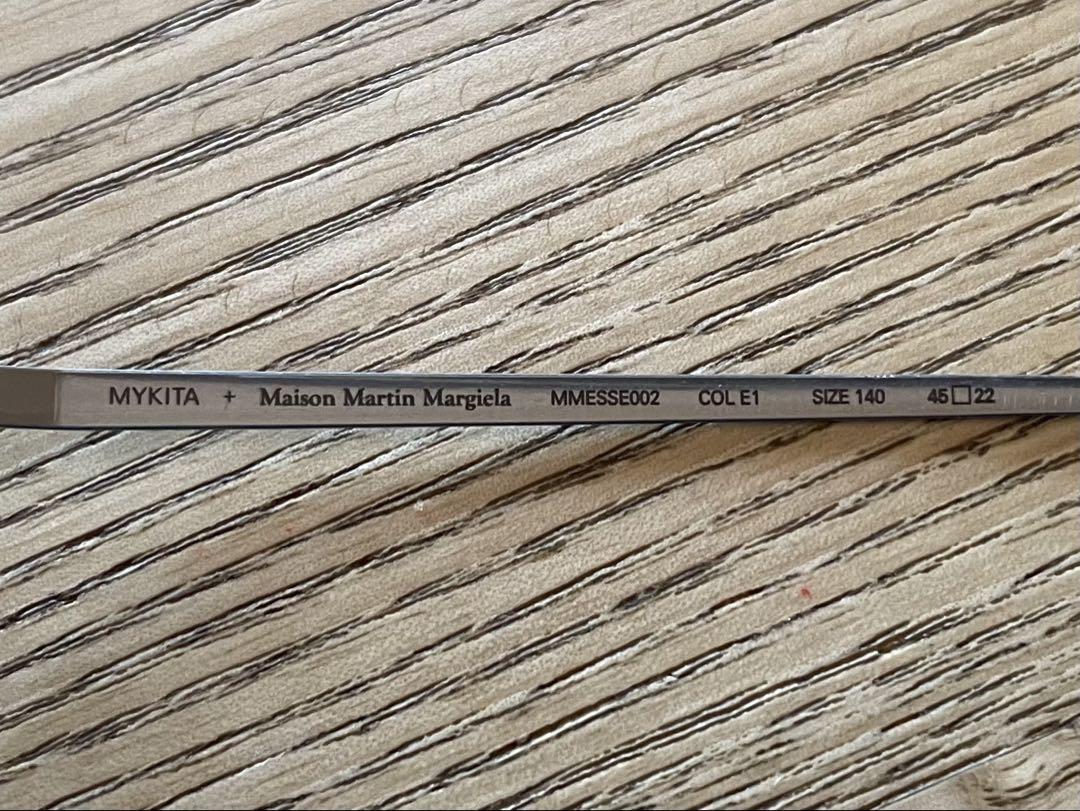 MYKITA + Maison Martin Margiela MMESSE002 COL E1 SIZE 140 45□22